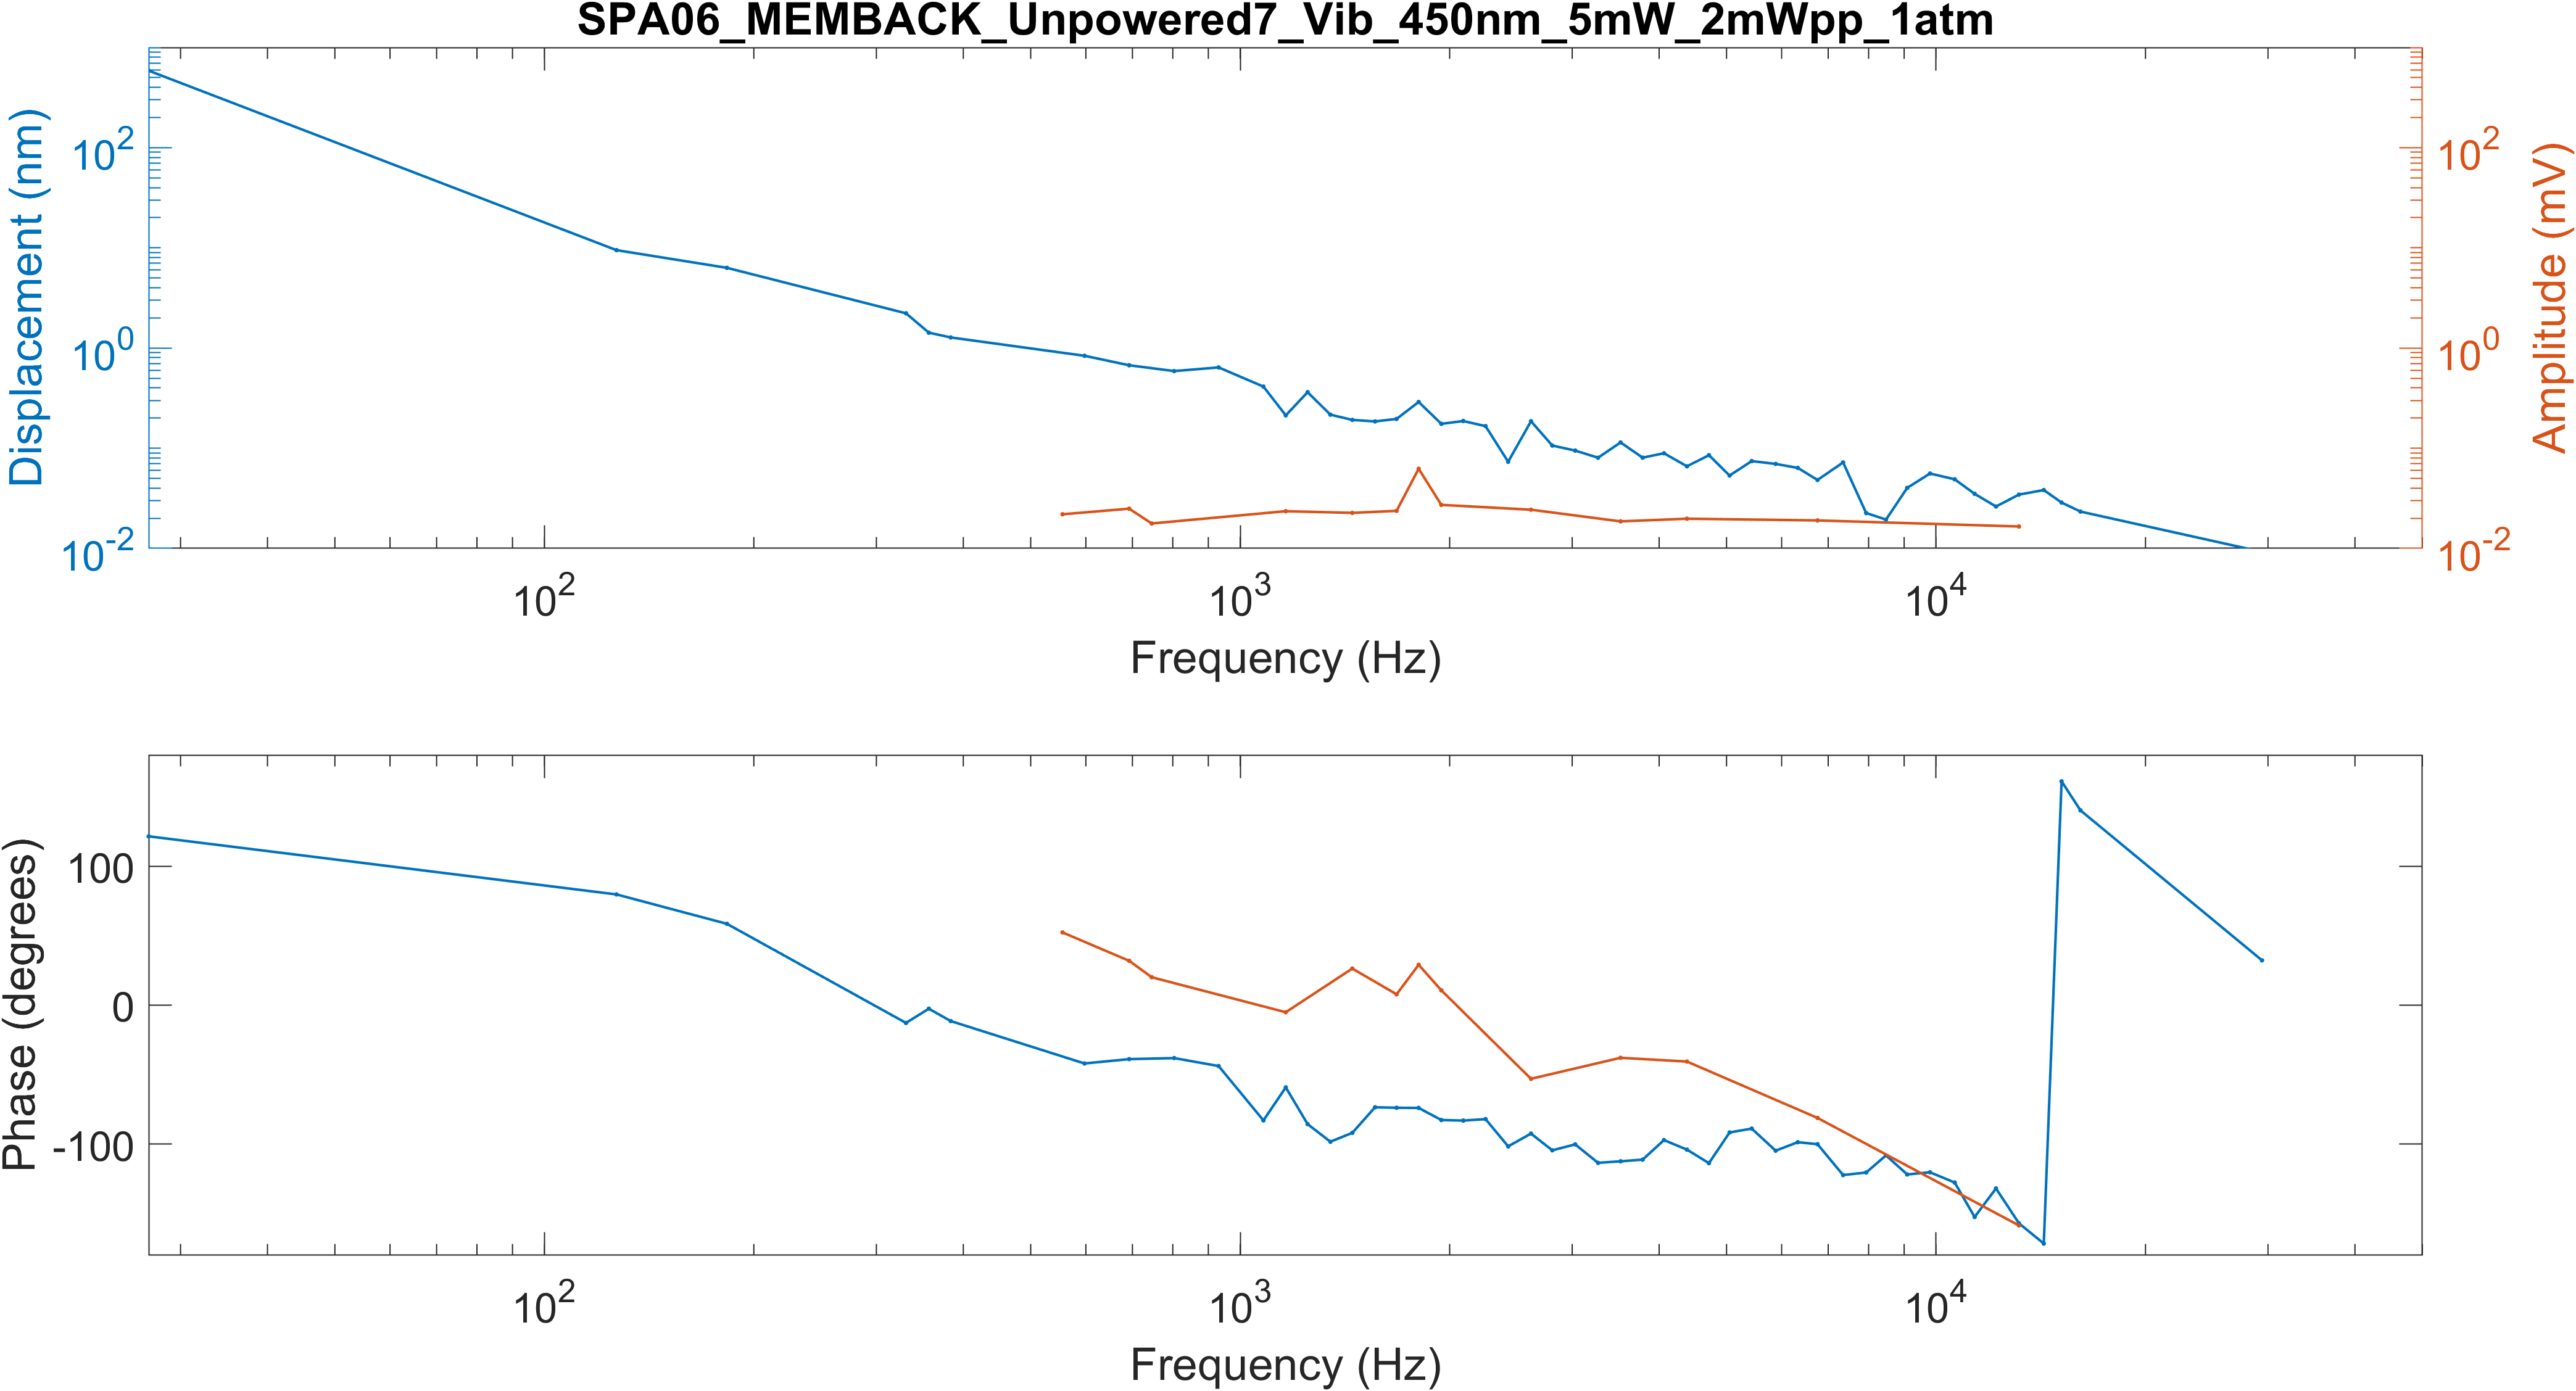 SPA06_MEMBACK_Unpowered7_Vib_450nm_5mW_2mWpp_1atm
Displacement (nm)
10^2
10^0
10^-2
10^2
10^0
10^-2
Amplitude (mV)
10^2
10^3
10^4
Frequency (Hz)
Phase (degrees)
100
0
-100
10^2
10^3
10^4
Frequency (Hz)